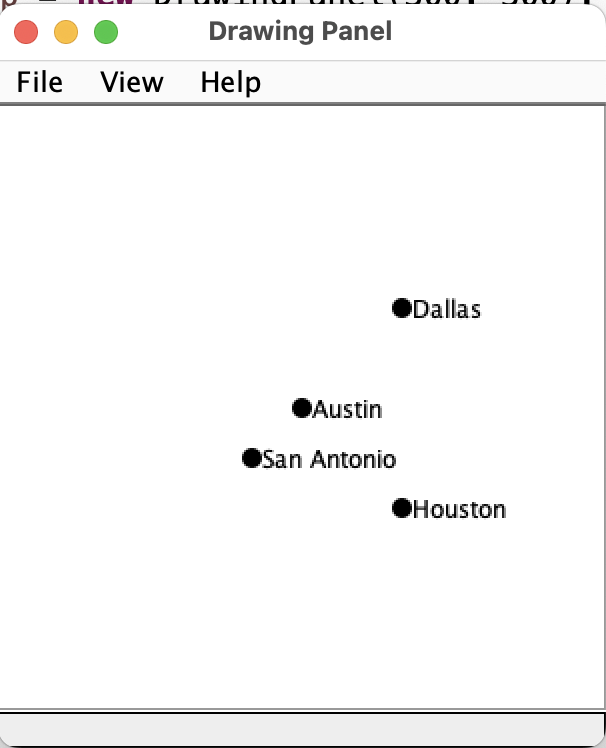 Drawing Panel
File View Help
Dallas
Austin
San Antonio
Houston